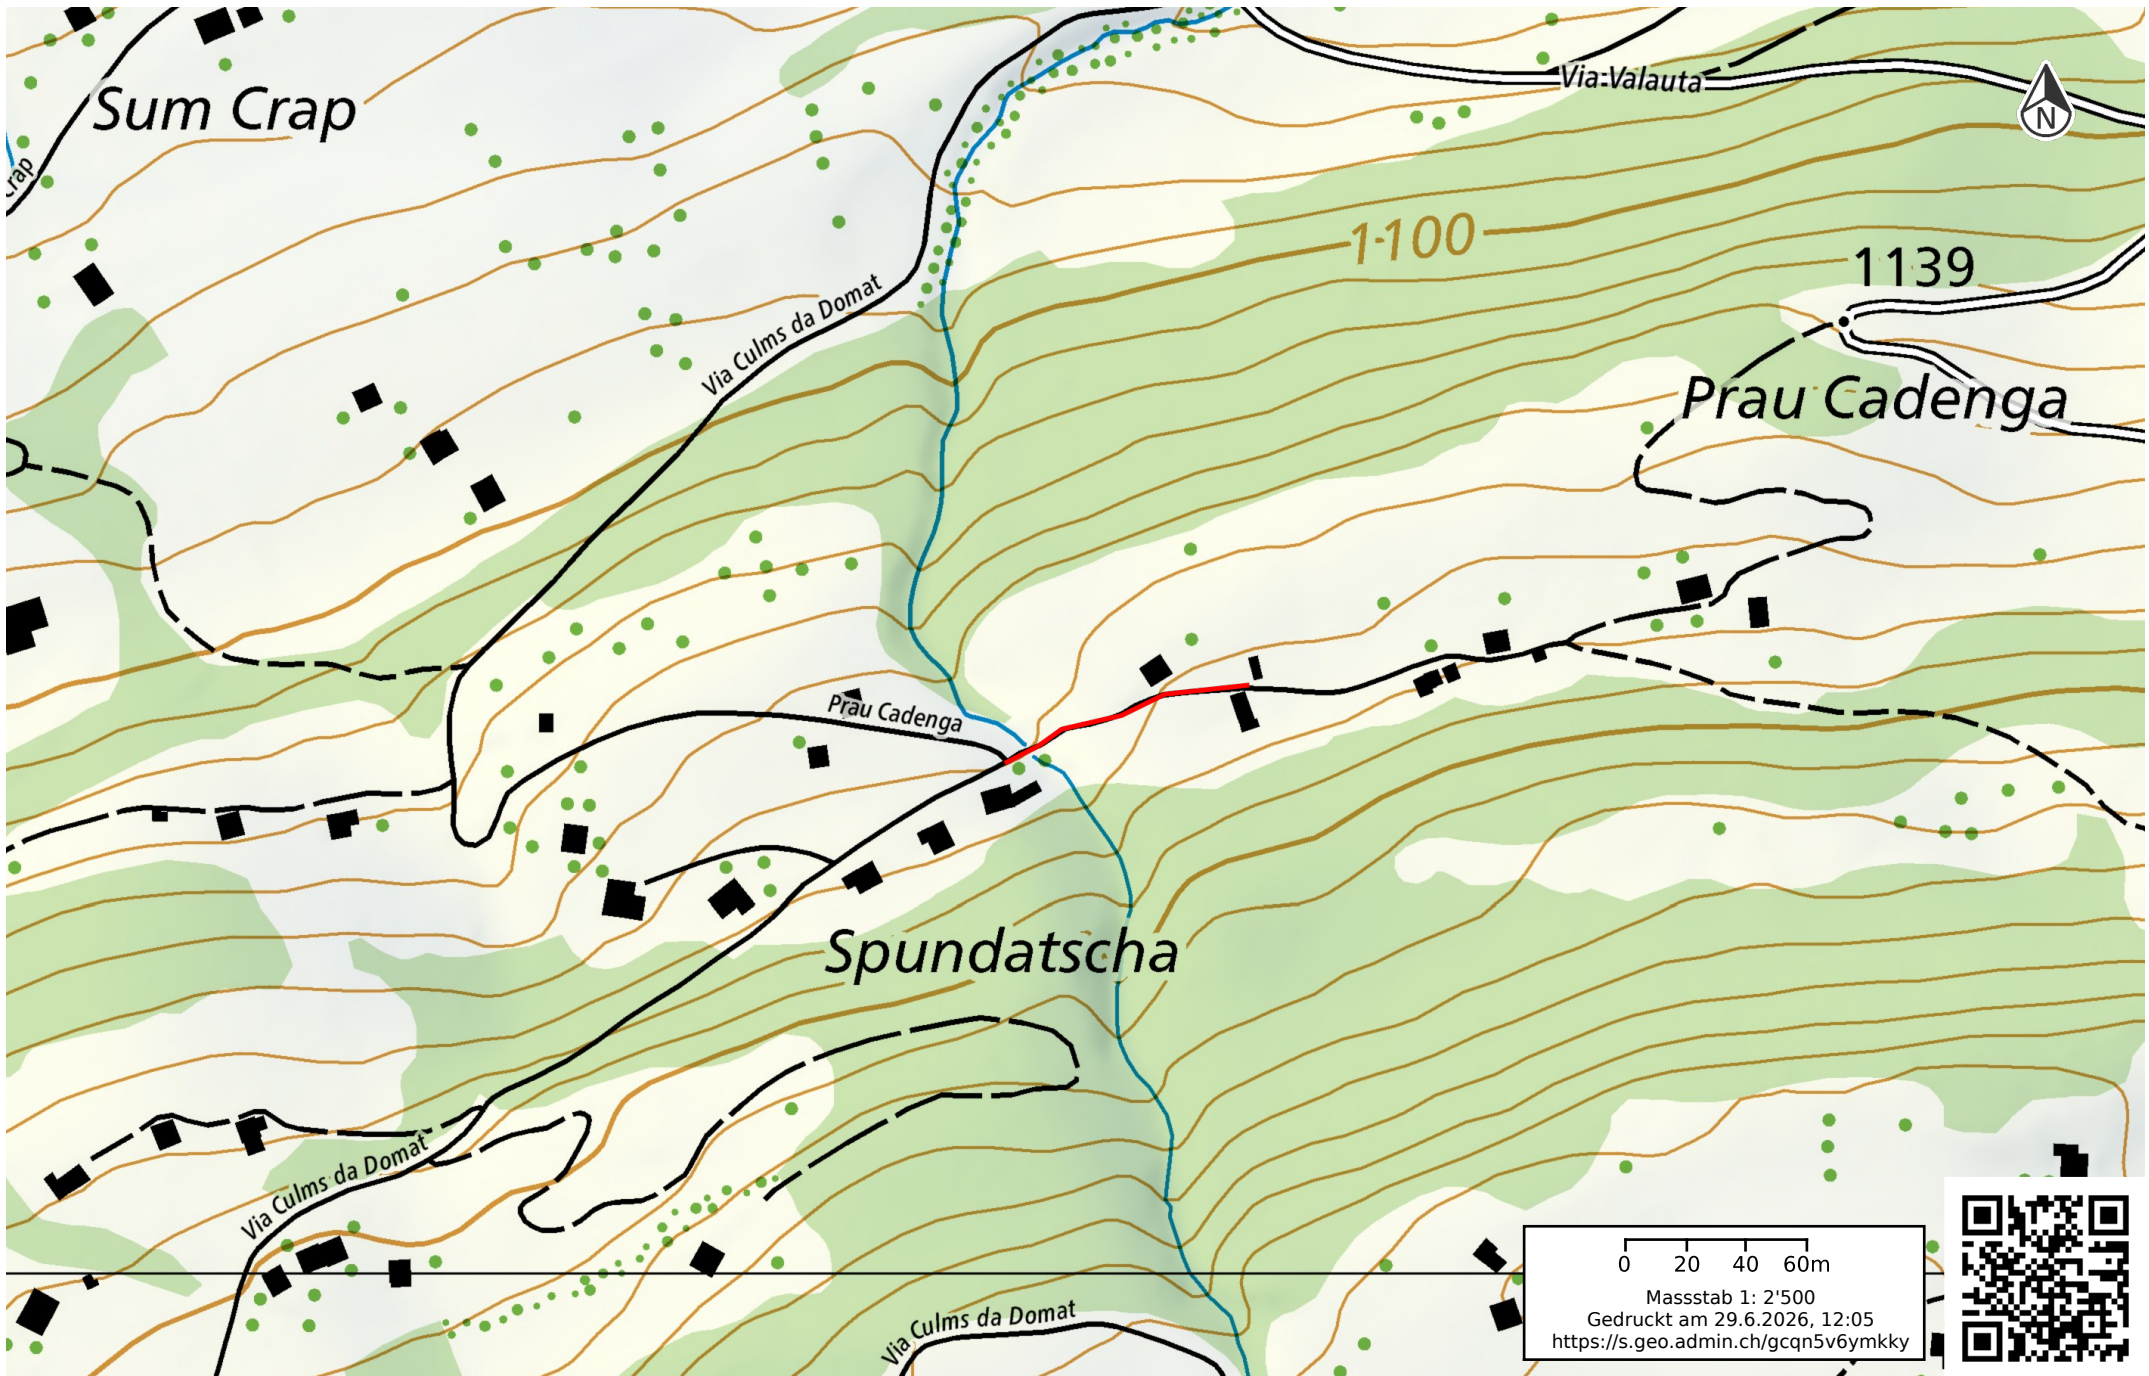 Via Valauta
Sum Crap
N
Crap
1100
1139
Via Culms da Domat
Prau Cadenga
Prau Cadenga
Spundatscha
Via Culms da Domat
0 20 40 60m
Massstab 1: 2'500
Gedruckt am 29.6.2026, 12:05
https://s.geo.admin.ch/gcqn5v6ymkky
Via Culms da Domat